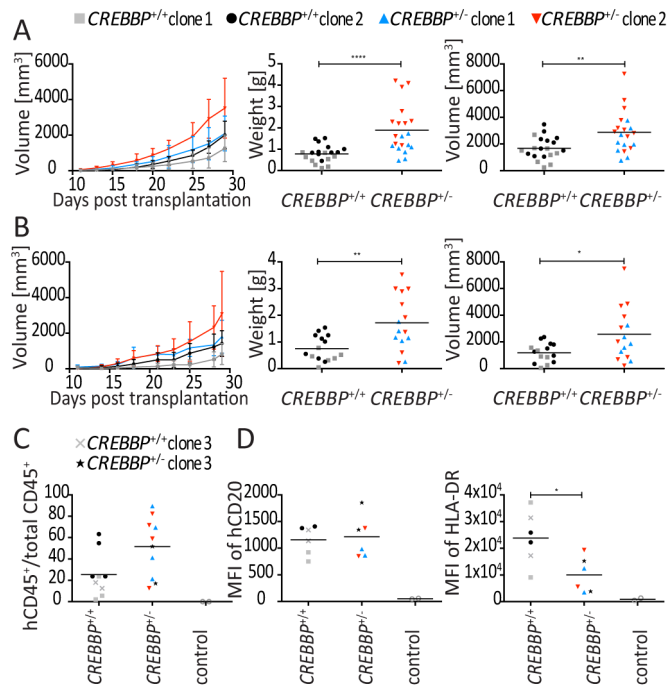 CREBBP+/+ clone 1 CREBBP+/+ clone 2 CREBBP+/- clone 1 CREBBP+/- clone 2
A
Volume [mm³]
6000
4000
2000
0
10 15 20 25 30
Days post transplantation
Weight [g]
5
4
3
2
1
0
****
CREBBP+/+ CREBBP+/-
Volume [mm³]
8000
6000
4000
2000
0
**
CREBBP+/+ CREBBP+/-
B
Volume [mm³]
6000
4000
2000
0
10 15 20 25 30
Days post transplantation
Weight [g]
5
4
3
2
1
0
**
CREBBP+/+ CREBBP+/-
Volume [mm³]
8000
6000
4000
2000
0
*
CREBBP+/+ CREBBP+/-
C
CREBBP+/+ clone 3
CREBBP+/- clone 3
hCD45+/total CD45+
100
80
60
40
20
0
CREBBP+/+
CREBBP+/-
control
D
MFI of hCD20
2000
1500
1000
500
0
CREBBP+/+
CREBBP+/-
control
MFI of HLA-DR
4x10⁴
3x10⁴
2x10⁴
1x10⁴
0
*
CREBBP+/+
CREBBP+/-
control